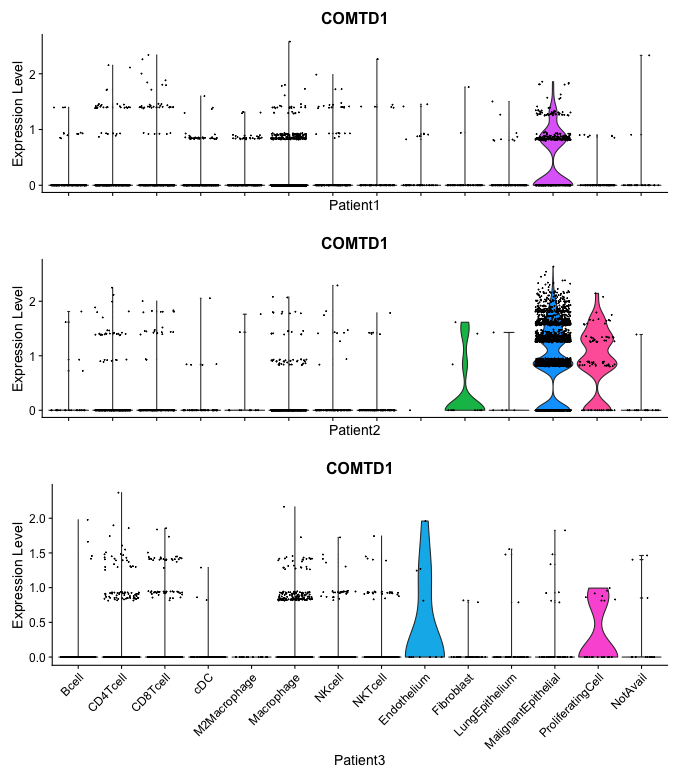 COMTD1
Expression Level
2
1
0
Patient1
COMTD1
Expression Level
2
1
0
Patient2
COMTD1
Expression Level
2.0
1.5
1.0
0.5
0.0
Bcell
CD4Tcell
CD8Tcell
cDC
M2Macrophage
Macrophage
NKcell
NKTcell
Endothelium
Fibroblast
LungEpithelium
MalignantEpithelial
ProliferatingCell
NotAvail
Patient3